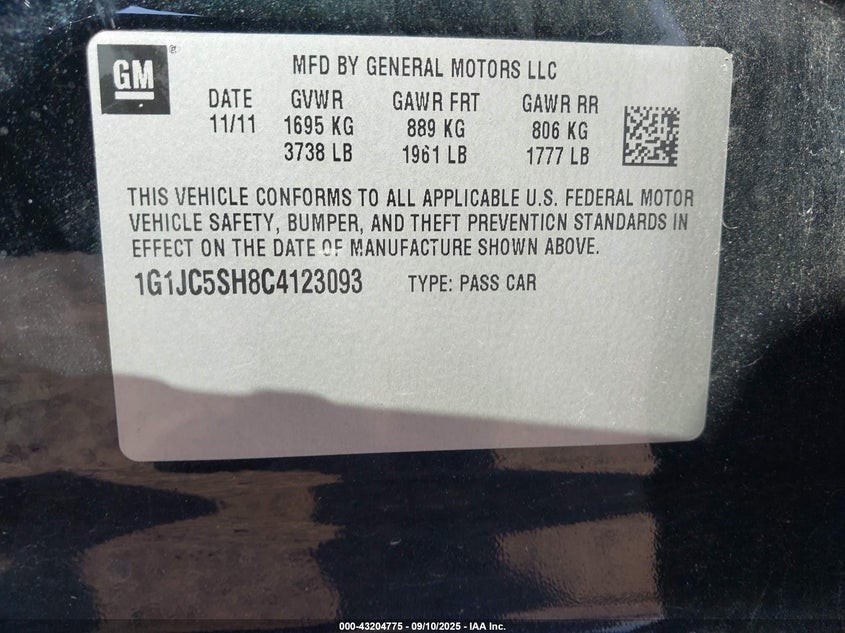 GM ®
MFD BY GENERAL MOTORS LLC
DATE GVWR GAWR FRT GAWR RR
11/11 1695 KG 889 KG 806 KG
3738 LB 1961 LB 1777 LB
THIS VEHICLE CONFORMS TO ALL APPLICABLE U.S. FEDERAL MOTOR
VEHICLE SAFETY, BUMPER, AND THEFT PREVENTION STANDARDS IN
EFFECT ON THE DATE OF MANUFACTURE SHOWN ABOVE.
1G1JC5SH8C4123093 TYPE: PASS CAR
000-43204775 - 09/10/2025 - IAA Inc.